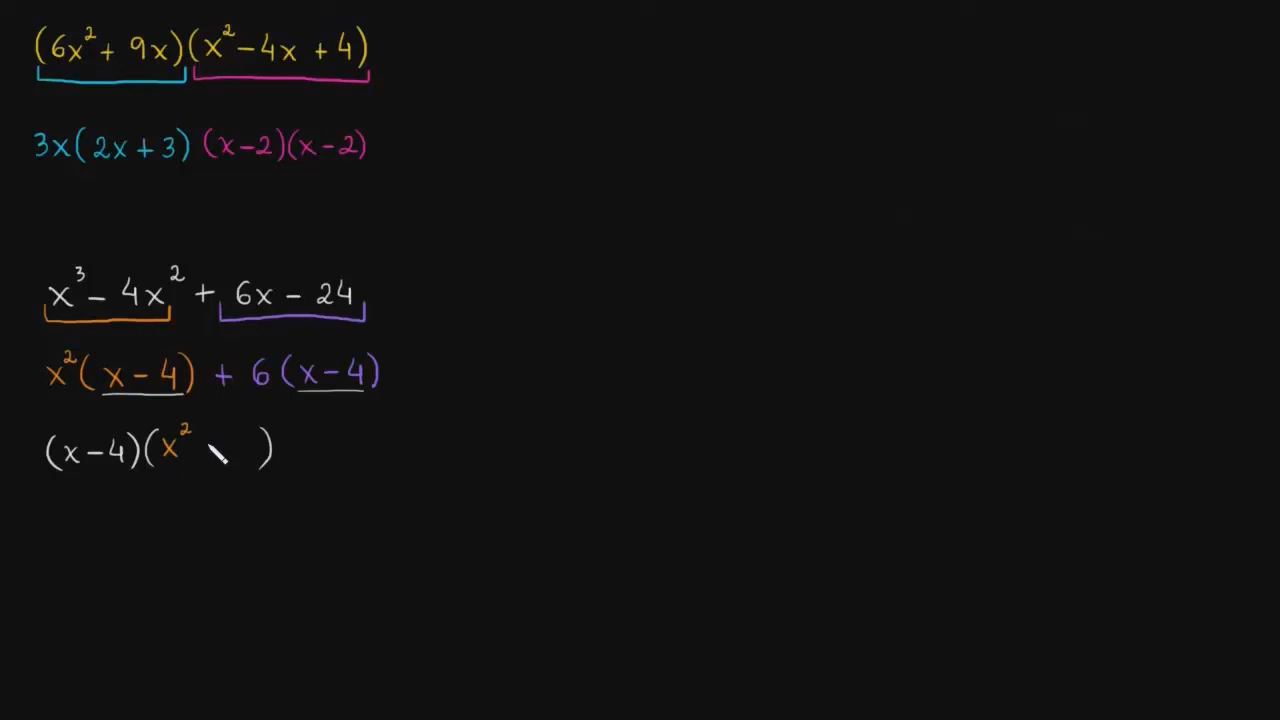 (6x² + 9x)(x² - 4x + 4)
3x(2x + 3) (x - 2)(x - 2)
x³ - 4x² + 6x - 24
x²(x - 4) + 6(x - 4)
(x - 4)(x² )